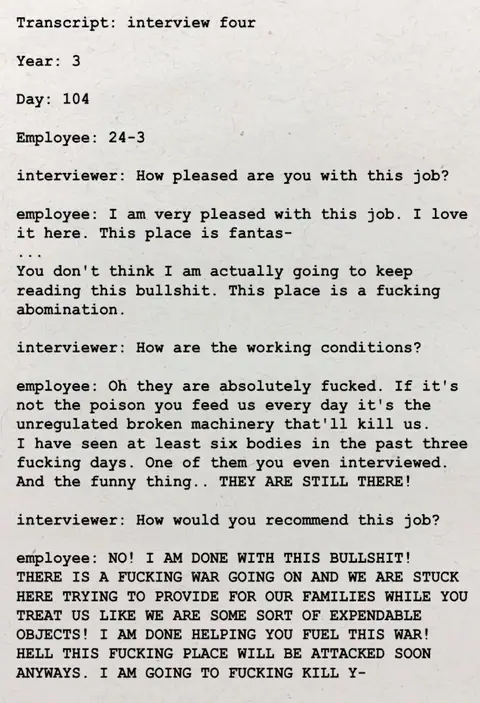 Transcript: interview four
Year: 3
Day: 104
Employee: 24-3
interviewer: How pleased are you with this job?
employee: I am very pleased with this job. I love
it here. This place is fantas-
...
You don't think I am actually going to keep
reading this bullshit. This place is a fucking
abomination.
interviewer: How are the working conditions?
employee: Oh they are absolutely fucked. If it's
not the poison you feed us every day it's the
unregulated broken machinery that'll kill us.
I have seen at least six bodies in the past three
fucking days. One of them you even interviewed.
And the funny thing.. THEY ARE STILL THERE!
interviewer: How would you recommend this job?
employee: NO! I AM DONE WITH THIS BULLSHIT!
THERE IS A FUCKING WAR GOING ON AND WE ARE STUCK
HERE TRYING TO PROVIDE FOR OUR FAMILIES WHILE YOU
TREAT US LIKE WE ARE SOME SORT OF EXPENDABLE
OBJECTS! I AM DONE HELPING YOU FUEL THIS WAR!
HELL THIS FUCKING PLACE WILL BE ATTACKED SOON
ANYWAYS. I AM GOING TO FUCKING KILL Y-